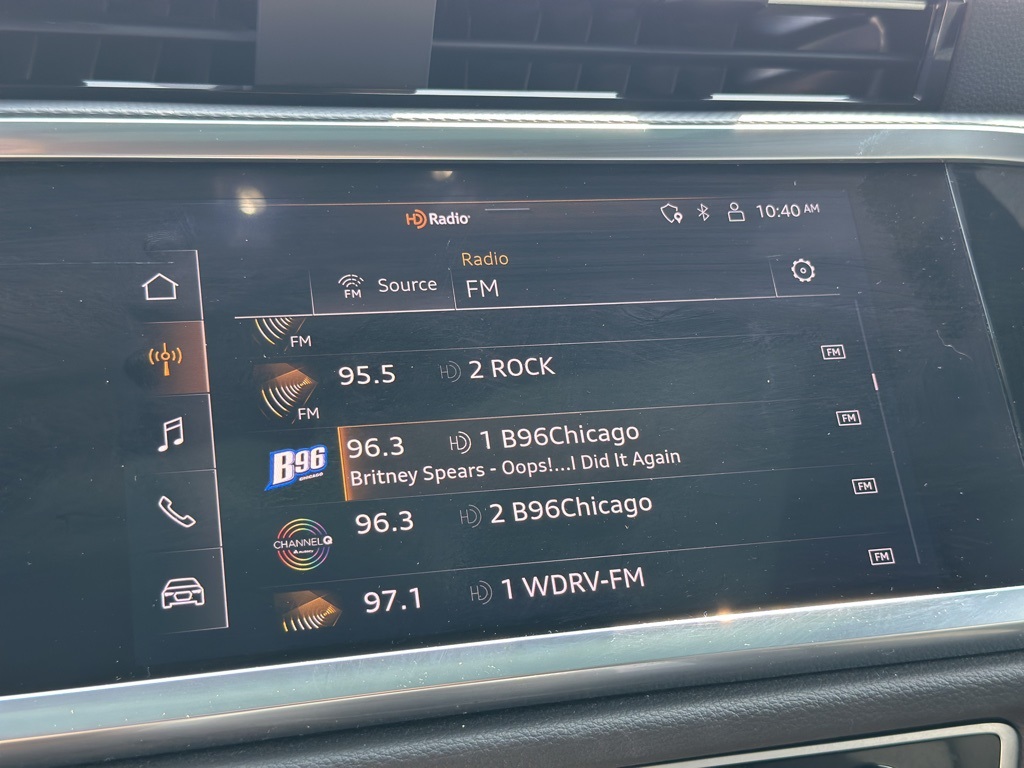 HD Radio
10:40 AM
Radio
FM Source FM
FM
95.5 HD 2 ROCK FM
FM
B96 CHICAGO 96.3 HD 1 B96Chicago FM
Britney Spears - Oops!...I Did It Again
CHANNEL Q 96.3 HD 2 B96Chicago FM
97.1 HD 1 WDRV-FM FM